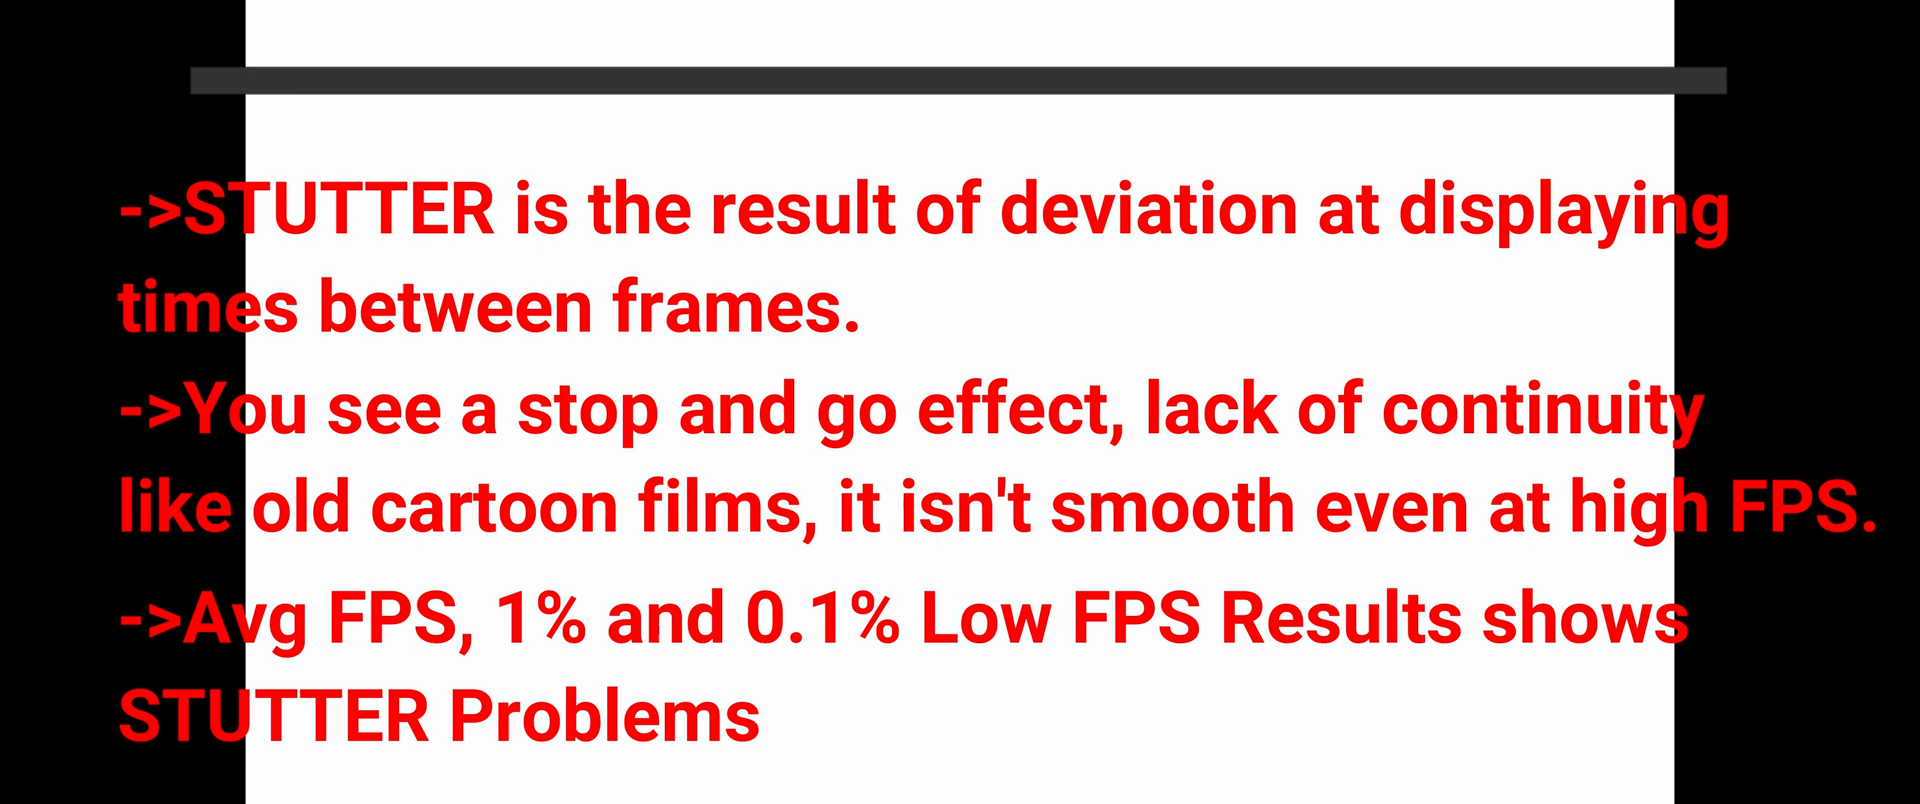 ->STUTTER is the result of deviation at displaying
times between frames.
->You see a stop and go effect, lack of continuity
like old cartoon films, it isn't smooth even at high FPS.
->Avg FPS, 1% and 0.1% Low FPS Results shows
STUTTER Problems